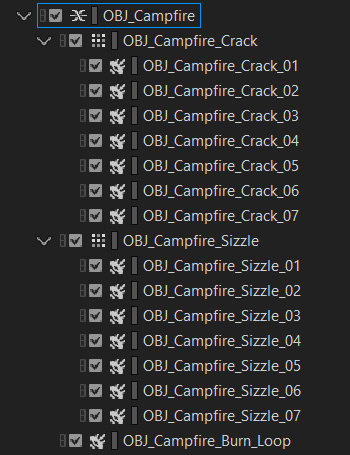 OBJ_Campfire
OBJ_Campfire_Crack
OBJ_Campfire_Crack_01
OBJ_Campfire_Crack_02
OBJ_Campfire_Crack_03
OBJ_Campfire_Crack_04
OBJ_Campfire_Crack_05
OBJ_Campfire_Crack_06
OBJ_Campfire_Crack_07
OBJ_Campfire_Sizzle
OBJ_Campfire_Sizzle_01
OBJ_Campfire_Sizzle_02
OBJ_Campfire_Sizzle_03
OBJ_Campfire_Sizzle_04
OBJ_Campfire_Sizzle_05
OBJ_Campfire_Sizzle_06
OBJ_Campfire_Sizzle_07
OBJ_Campfire_Burn_Loop